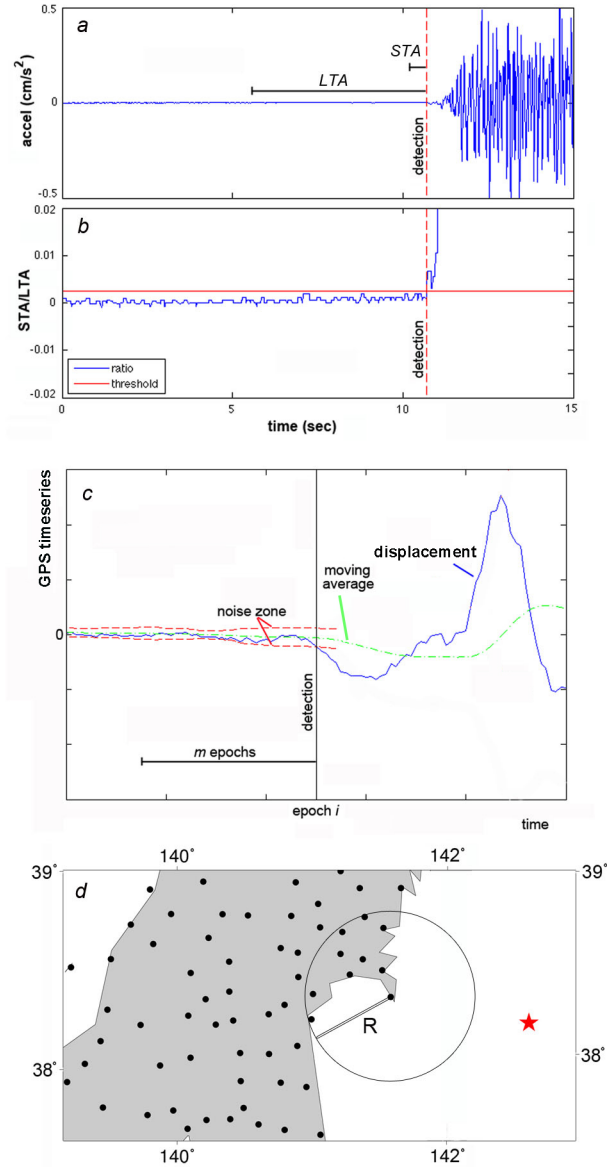 a
0.5
0
-0.5
accel (cm/s²)
LTA
STA
detection
b
0.02
0.01
0
-0.01
-0.02
STA/LTA
detection
ratio
threshold
0
5
10
15
time (sec)
c
GPS timeseries
0
noise zone
moving average
displacement
detection
m epochs
epoch i
time
140°
142°
39°
39°
d
R
38°
38°
140°
142°